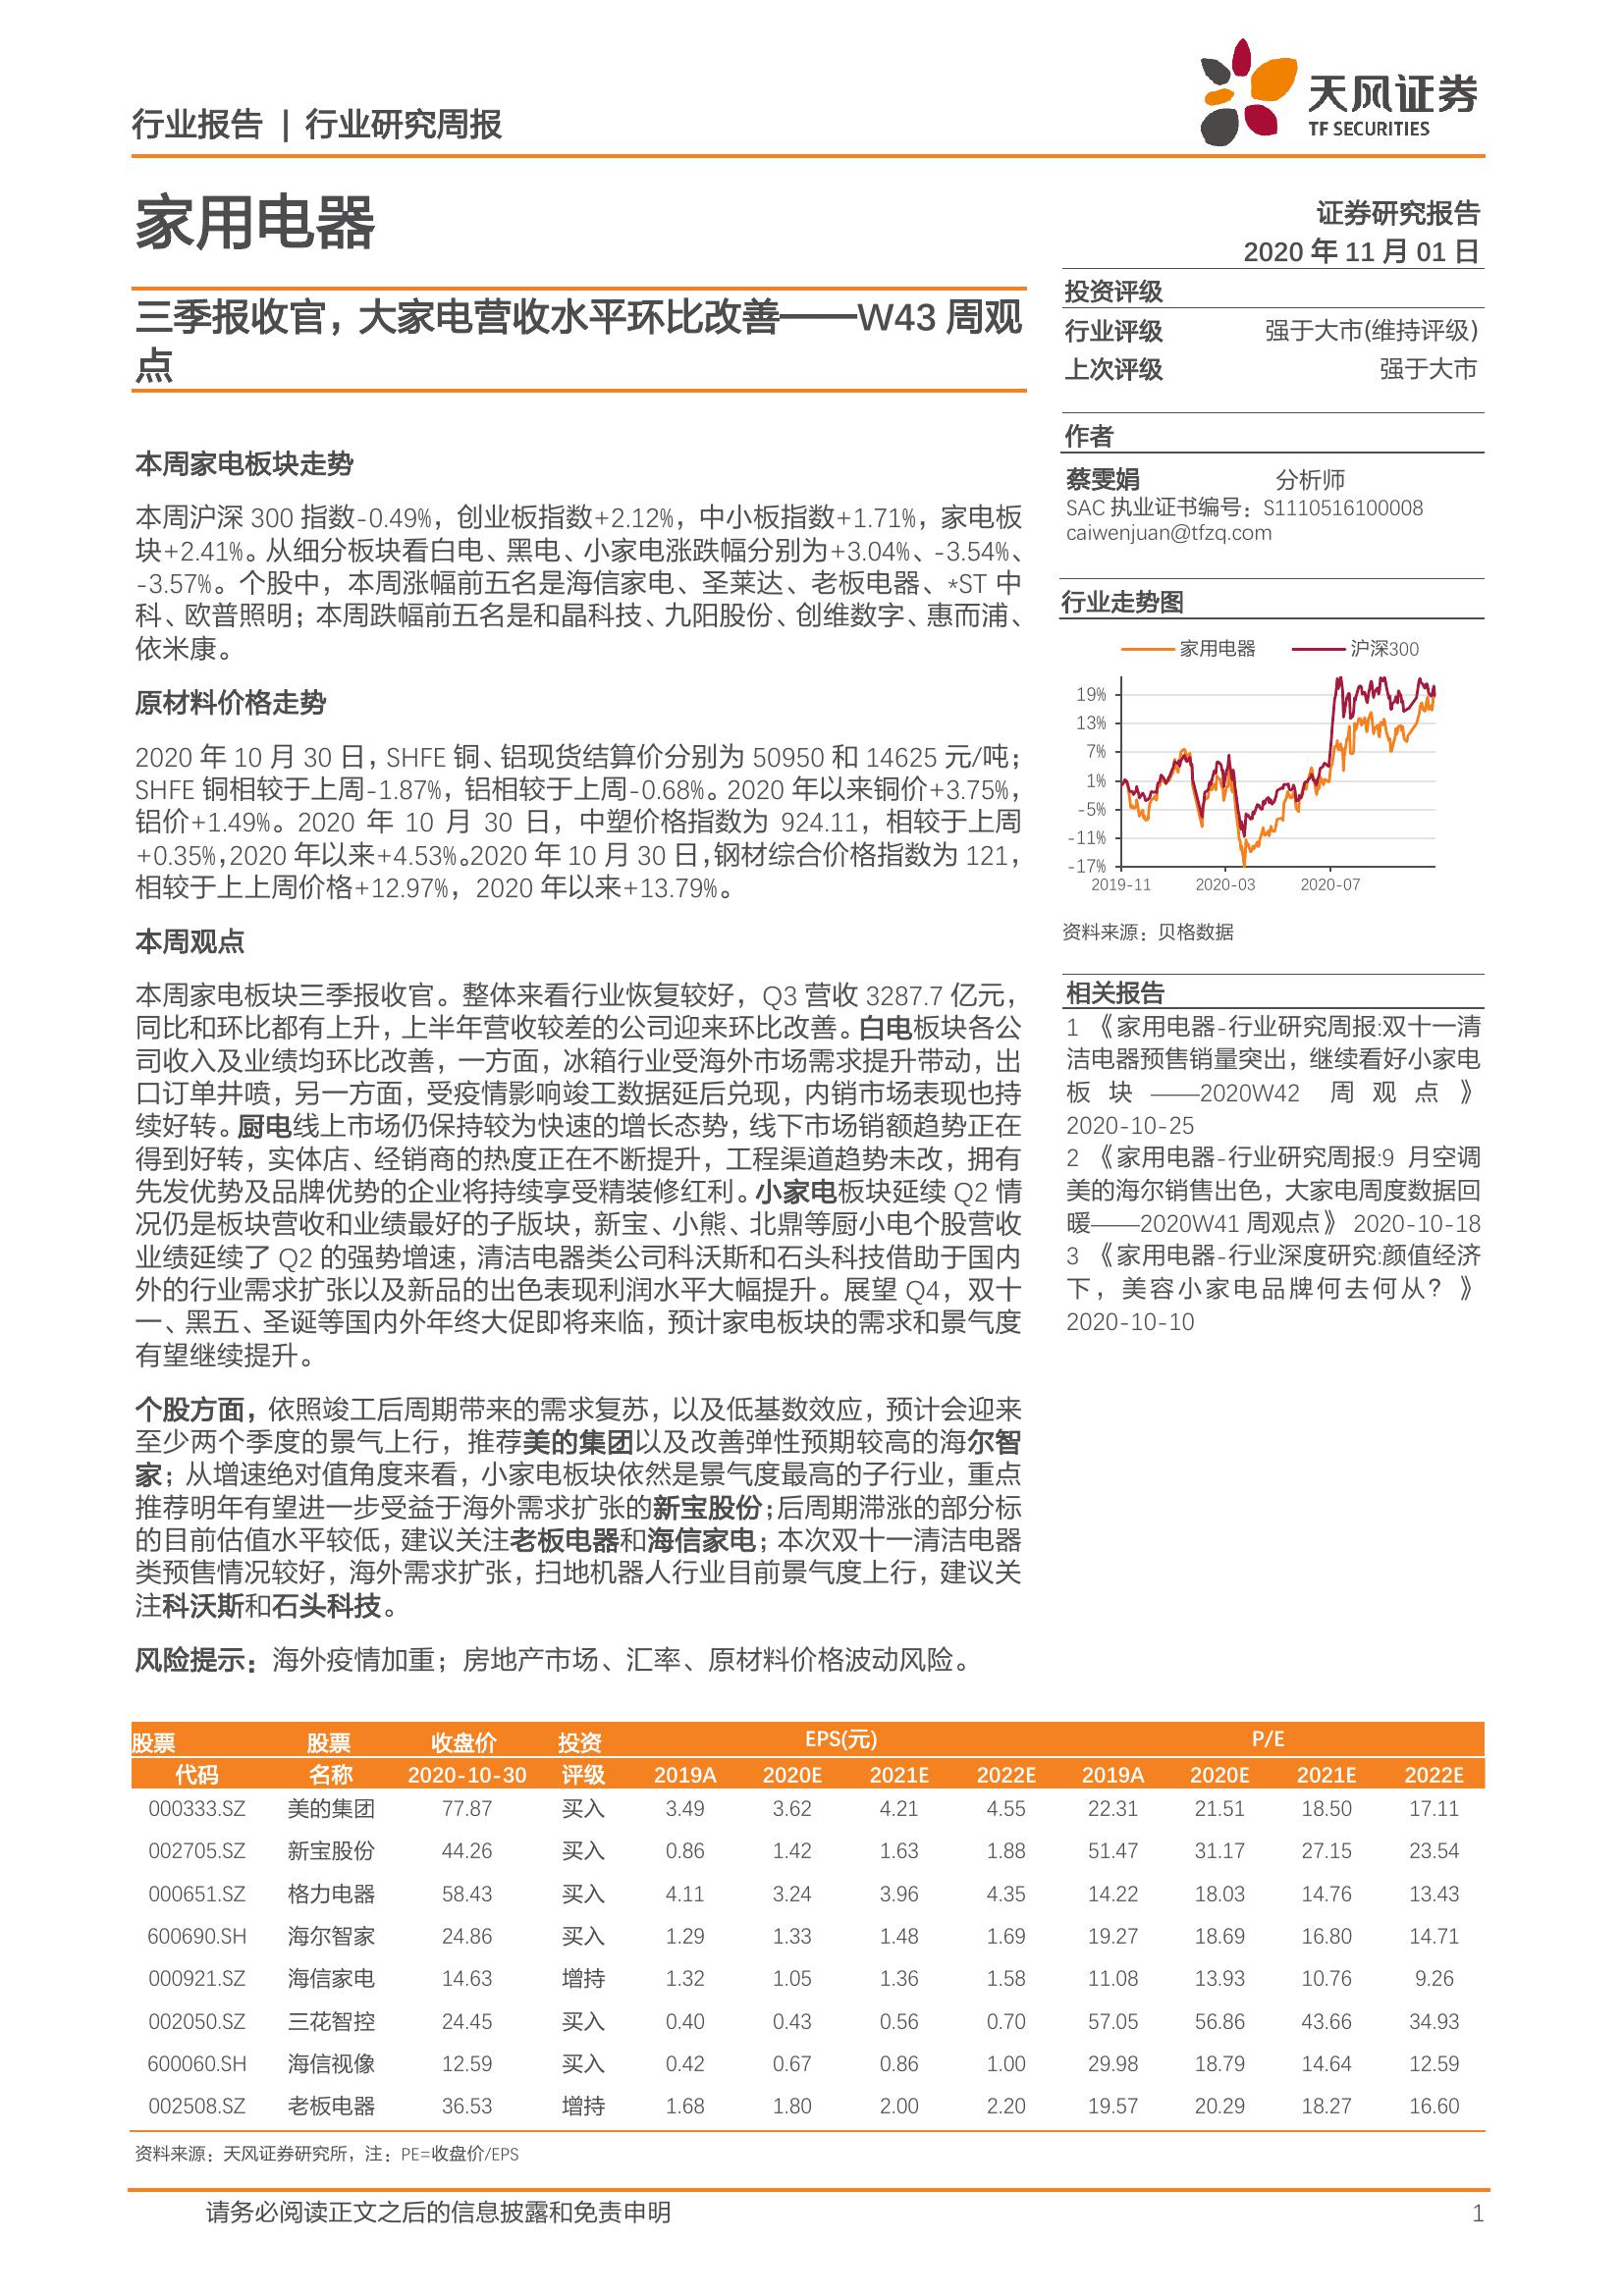 行业报告 | 行业研究周报
天风证券
TF SECURITIES
家用电器
证券研究报告
2020 年 11 月 01 日
三季报收官，大家电营收水平环比改善——W43 周观
点
投资评级
行业评级 强于大市(维持评级)
上次评级 强于大市
作者
蔡雯娟 分析师
SAC 执业证书编号：S1110516100008
caiwenjuan@tfzq.com
本周家电板块走势
本周沪深 300 指数-0.49%，创业板指数+2.12%，中小板指数+1.71%，家电板
块+2.41%。从细分板块看白电、黑电、小家电涨跌幅分别为+3.04%、-3.54%、
-3.57%。个股中，本周涨幅前五名是海信家电、圣莱达、老板电器、*ST 中
科、欧普照明；本周跌幅前五名是和晶科技、九阳股份、创维数字、惠而浦、
依米康。
原材料价格走势
2020 年 10 月 30 日，SHFE 铜、铝现货结算价分别为 50950 和 14625 元/吨；
SHFE 铜相较于上周-1.87%，铝相较于上周-0.68%。2020 年以来铜价+3.75%，
铝价+1.49%。2020 年 10 月 30 日，中塑价格指数为 924.11，相较于上周
+0.35%，2020 年以来+4.53%。2020 年 10 月 30 日，钢材综合价格指数为 121，
相较于上上周价格+12.97%，2020 年以来+13.79%。
本周观点
本周家电板块三季报收官。整体来看行业恢复较好，Q3 营收 3287.7 亿元，
同比和环比都有上升，上半年营收较差的公司迎来环比改善。白电板块各公
司收入及业绩均环比改善，一方面，冰箱行业受海外市场需求提升带动，出
口订单井喷，另一方面，受疫情影响竣工数据延后兑现，内销市场表现也持
续好转。厨电线上市场仍保持较为快速的增长态势，线下市场销额趋势正在
得到好转，实体店、经销商的热度正在不断提升，工程渠道趋势未改，拥有
先发优势及品牌优势的企业将持续享受精装修红利。小家电板块延续 Q2 情
况仍是板块营收和业绩最好的子版块，新宝、小熊、北鼎等厨小电个股营收
业绩延续了 Q2 的强势增速，清洁电器类公司科沃斯和石头科技借助于国内
外的行业需求扩张以及新品的出色表现利润水平大幅提升。展望 Q4，双十
一、黑五、圣诞等国内外年终大促即将来临，预计家电板块的需求和景气度
有望继续提升。
个股方面，依照竣工后周期带来的需求复苏，以及低基数效应，预计会迎来
至少两个季度的景气上行，推荐美的集团以及改善弹性预期较高的海尔智
家；从增速绝对值角度来看，小家电板块依然是景气度最高的子行业，重点
推荐明年有望进一步受益于海外需求扩张的新宝股份；后周期滞涨的部分标
的目前估值水平较低，建议关注老板电器和海信家电；本次双十一清洁电器
类预售情况较好，海外需求扩张，扫地机器人行业目前景气度上行，建议关
注科沃斯和石头科技。
风险提示：海外疫情加重；房地产市场、汇率、原材料价格波动风险。
行业走势图
家用电器 沪深300
19%
13%
7%
1%
-5%
-11%
-17%
2019-11 2020-03 2020-07
资料来源：贝格数据
相关报告
1 《家用电器-行业研究周报:双十一清
洁电器预售销量突出，继续看好小家电
板块——2020W42 周观点》
2020-10-25
2 《家用电器-行业研究周报:9 月空调
美的海尔销售出色，大家电周度数据回
暖——2020W41 周观点》 2020-10-18
3 《家用电器-行业深度研究:颜值经济
下，美容小家电品牌何去何从？》
2020-10-10
股票 股票 收盘价 投资 EPS(元) P/E
代码 名称 2020-10-30 评级 2019A 2020E 2021E 2022E 2019A 2020E 2021E 2022E
000333.SZ 美的集团 77.87 买入 3.49 3.62 4.21 4.55 22.31 21.51 18.50 17.11
002705.SZ 新宝股份 44.26 买入 0.86 1.42 1.63 1.88 51.47 31.17 27.15 23.54
000651.SZ 格力电器 58.43 买入 4.11 3.24 3.96 4.35 14.22 18.03 14.76 13.43
600690.SH 海尔智家 24.86 买入 1.29 1.33 1.48 1.69 19.27 18.69 16.80 14.71
000921.SZ 海信家电 14.63 增持 1.32 1.05 1.36 1.58 11.08 13.93 10.76 9.26
002050.SZ 三花智控 24.45 买入 0.40 0.43 0.56 0.70 57.05 56.86 43.66 34.93
600060.SH 海信视像 12.59 买入 0.42 0.67 0.86 1.00 29.98 18.79 14.64 12.59
002508.SZ 老板电器 36.53 增持 1.68 1.80 2.00 2.20 19.57 20.29 18.27 16.60
资料来源：天风证券研究所，注：PE=收盘价/EPS
请务必阅读正文之后的信息披露和免责申明 1